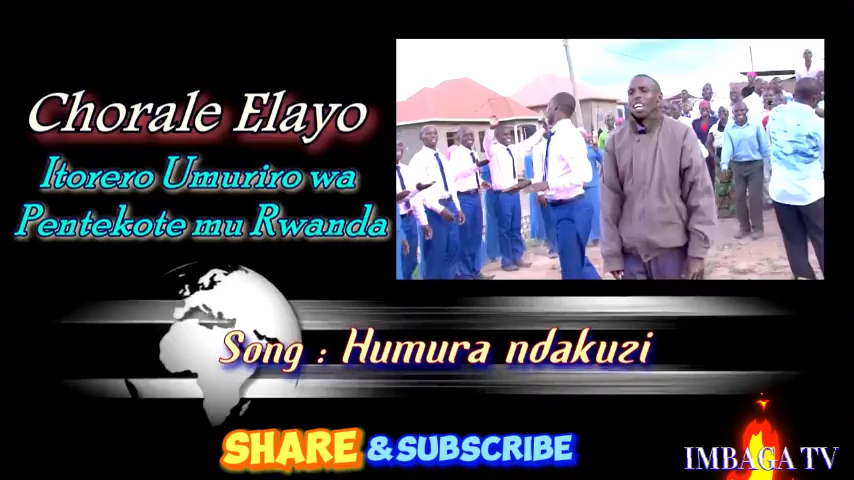 Chorale Elayo
Itorero Umuriro wa
Pentekote mu Rwanda
Song : Humura ndakuzi
SHARE & SUBSCRIBE
IMBAGA TV